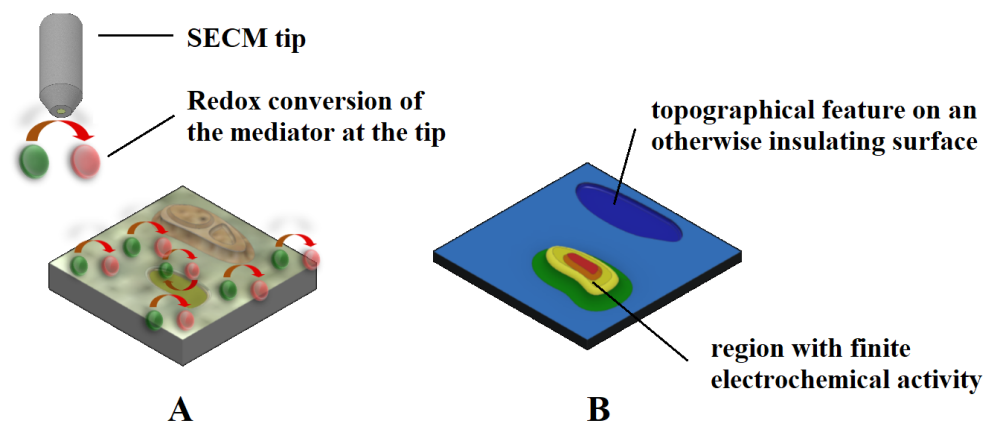 SECM tip
Redox conversion of
the mediator at the tip
topographical feature on an
otherwise insulating surface
region with finite
electrochemical activity
A
B